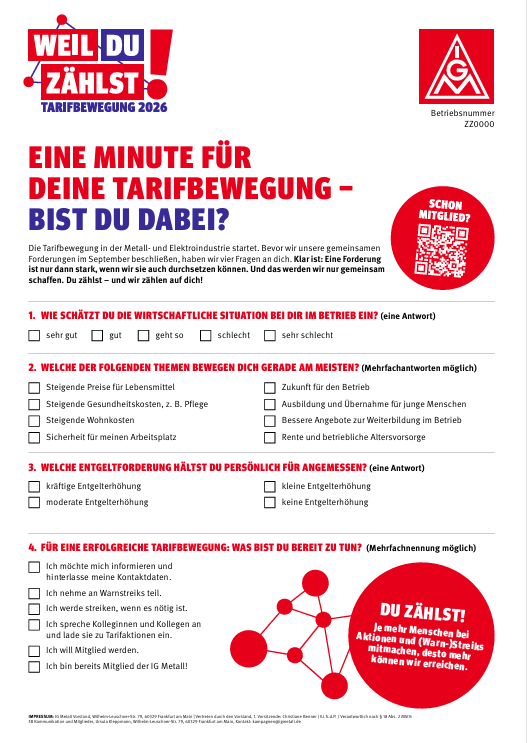 WEIL DU
ZÄHLST!
TARIFBEWEGUNG 2026
IGM
Betriebsnummer
ZZ0000
EINE MINUTE FÜR
DEINE TARIFBEWEGUNG –
BIST DU DABEI?
SCHON
MITGLIED?
Die Tarifbewegung in der Metall- und Elektroindustrie startet. Bevor wir unsere gemeinsamen
Forderungen im September beschließen, haben wir vier Fragen an dich. Klar ist: Eine Forderung
ist nur dann stark, wenn wir sie auch durchsetzen können. Und das werden wir nur gemeinsam
schaffen. Du zählst – und wir zählen auf dich!
1. WIE SCHÄTZT DU DIE WIRTSCHAFTLICHE SITUATION BEI DIR IM BETRIEB EIN? (eine Antwort)
sehr gut gut geht so schlecht sehr schlecht
2. WELCHE DER FOLGENDEN THEMEN BEWEGEN DICH GERADE AM MEISTEN? (Mehrfachantworten möglich)
Steigende Preise für Lebensmittel
Steigende Gesundheitskosten, z. B. Pflege
Steigende Wohnkosten
Sicherheit für meinen Arbeitsplatz
Zukunft für den Betrieb
Ausbildung und Übernahme für junge Menschen
Bessere Angebote zur Weiterbildung im Betrieb
Rente und betriebliche Altersvorsorge
3. WELCHE ENTGELTFORDERUNG HÄLTST DU PERSÖNLICH FÜR ANGEMESSEN? (eine Antwort)
kräftige Entgelterhöhung
moderate Entgelterhöhung
kleine Entgelterhöhung
keine Entgelterhöhung
4. FÜR EINE ERFOLGREICHE TARIFBEWEGUNG: WAS BIST DU BEREIT ZU TUN? (Mehrfachnennung möglich)
Ich möchte mich informieren und
hinterlasse meine Kontaktdaten.
Ich nehme an Warnstreiks teil.
Ich werde streiken, wenn es nötig ist.
Ich spreche Kolleginnen und Kollegen an
und lade sie zu Tarifaktionen ein.
Ich will Mitglied werden.
Ich bin bereits Mitglied der IG Metall!
DU ZÄHLST!
Je mehr Menschen bei
Aktionen und (Warn-)Streiks
mitmachen, desto mehr
können wir erreichen.
IMPRESSUM: IG Metall Vorstand, Wilhelm-Leuschner-Str. 79, 60329 Frankfurt am Main | Vertreten durch den Vorstand, 1. Vorsitzende: Christiane Benner | V.i.S.d.P. | Verantwortlich nach § 18 Abs. 2 MStV:
FB Kommunikation und Mitglieder, Wilhelm-Leuschner-Str. 79, 60329 Frankfurt am Main, Kontakt: kampagnen@igmetall.de